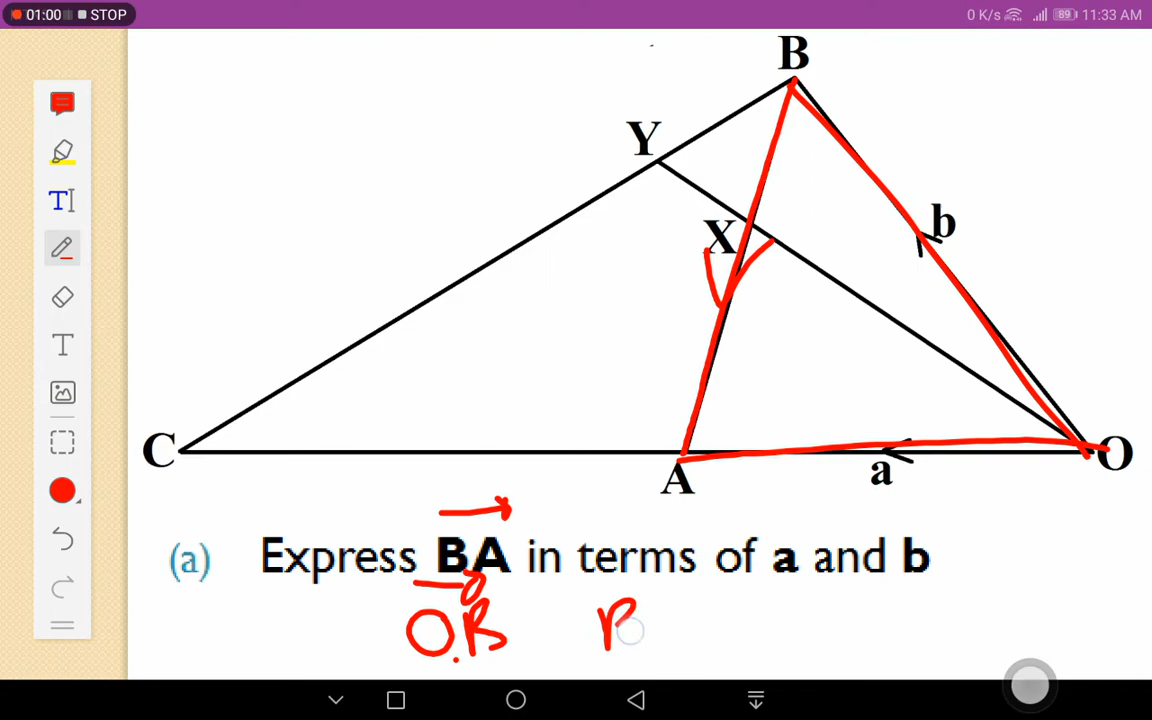 01:00 STOP 0 K/s 89 11:33 AM
B
Y
b
X
T
T
C
A
a
O
(a) Express BA in terms of a and b
OB B